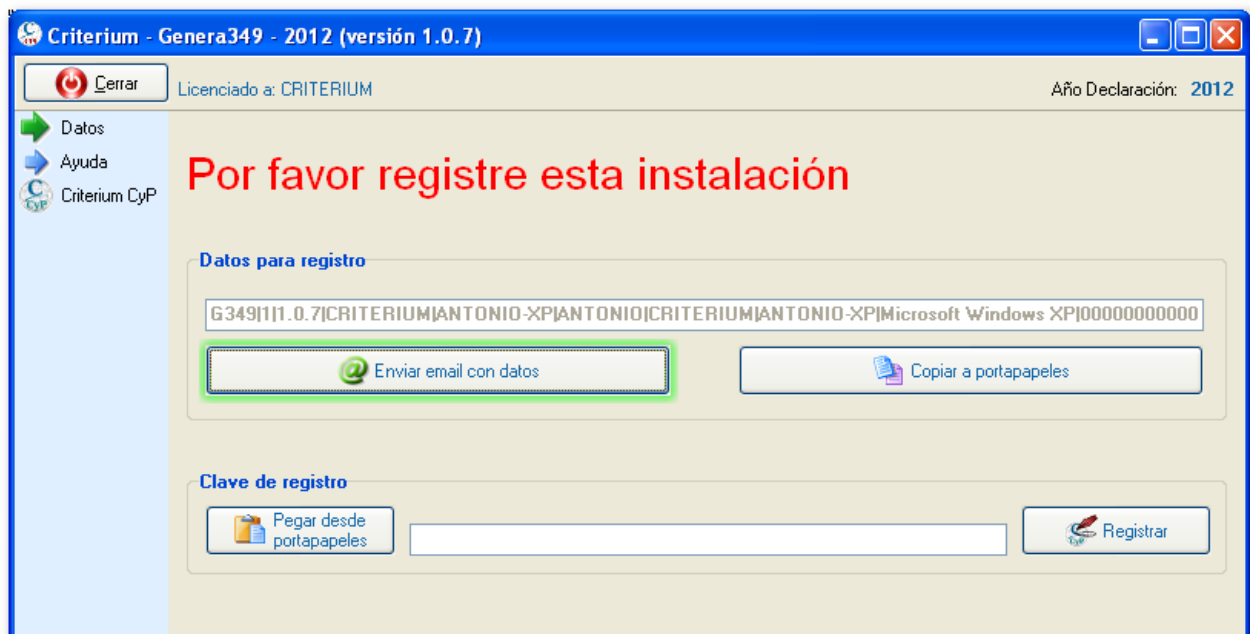 Criterium - Genera349 - 2012 (versión 1.0.7)
Cerrar
Licenciado a: CRITERIUM
Año Declaración: 2012
Datos
Ayuda
Criterium CyP
Por favor registre esta instalación
Datos para registro
G349|1|1.0.7|CRITERIUM|ANTONIO-XP|ANTONIO|CRITERIUM|ANTONIO-XP|Microsoft Windows XP|00000000000
Enviar email con datos
Copiar a portapapeles
Clave de registro
Pegar desde
portapapeles
Registrar